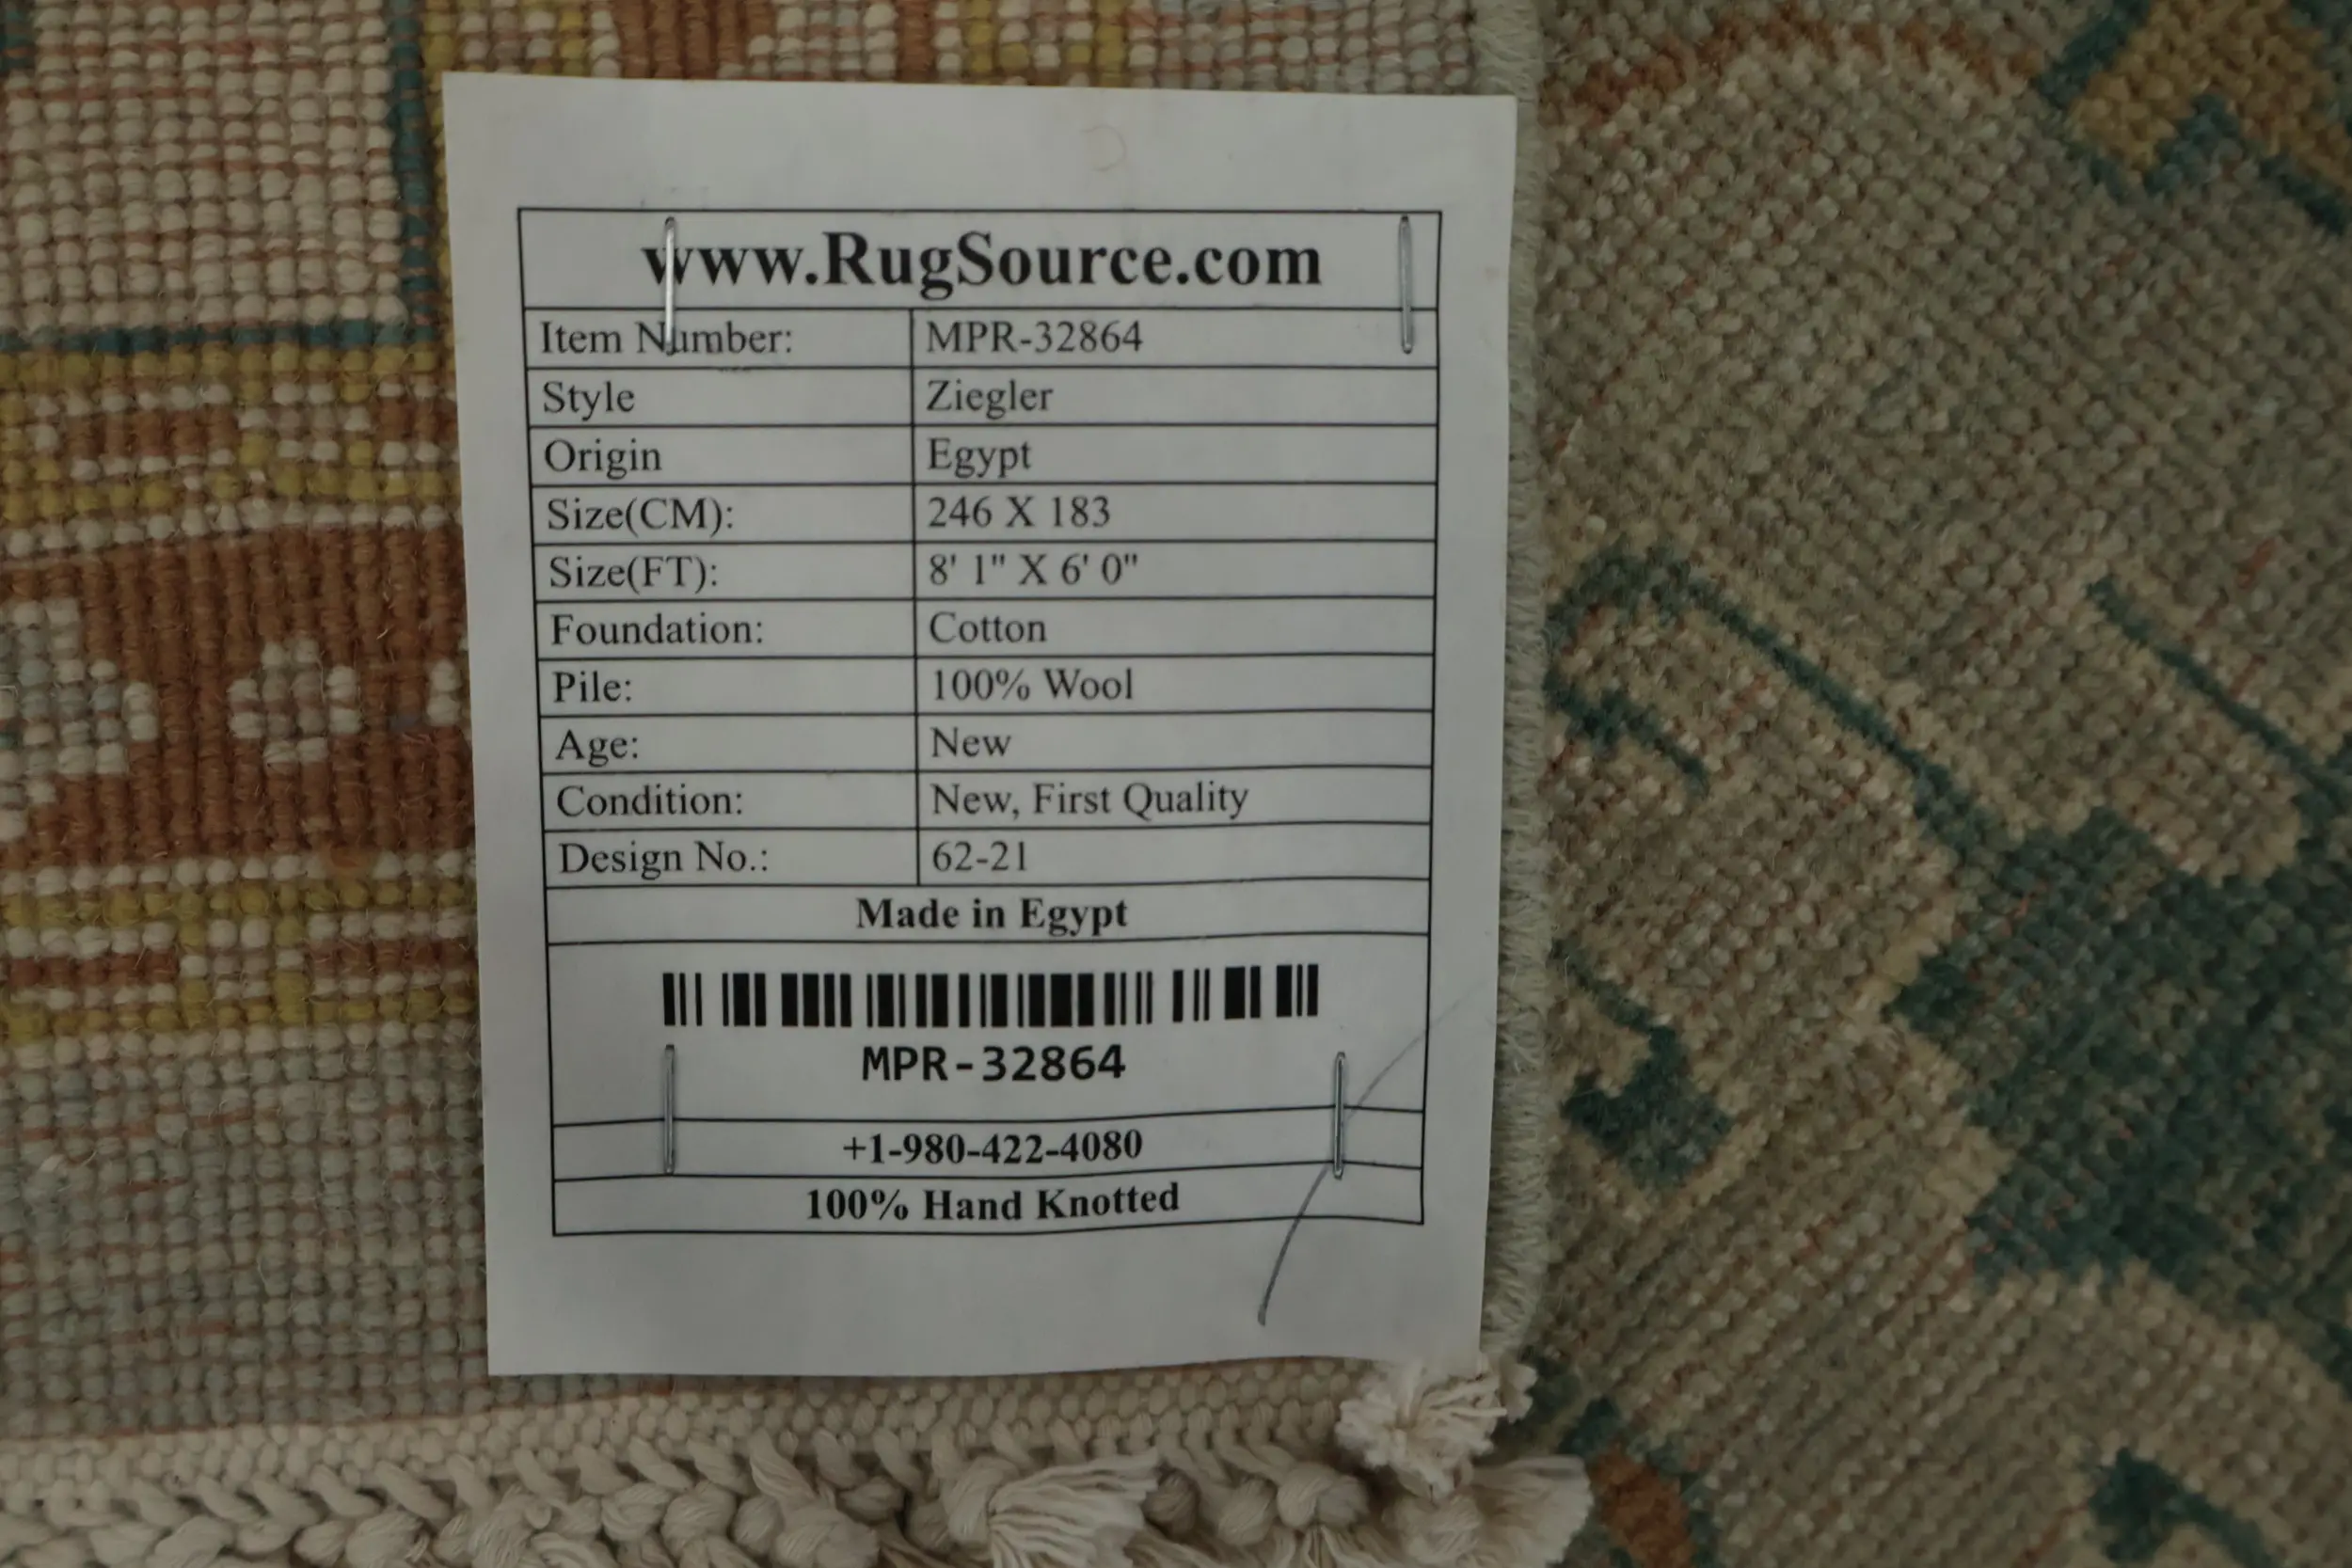 www.RugSource.com
Item Number: MPR-32864
Style Ziegler
Origin Egypt
Size(CM): 246 X 183
Size(FT): 8' 1" X 6' 0"
Foundation: Cotton
Pile: 100% Wool
Age: New
Condition: New, First Quality
Design No.: 62-21
Made in Egypt
MPR-32864
+1-980-422-4080
100% Hand Knotted